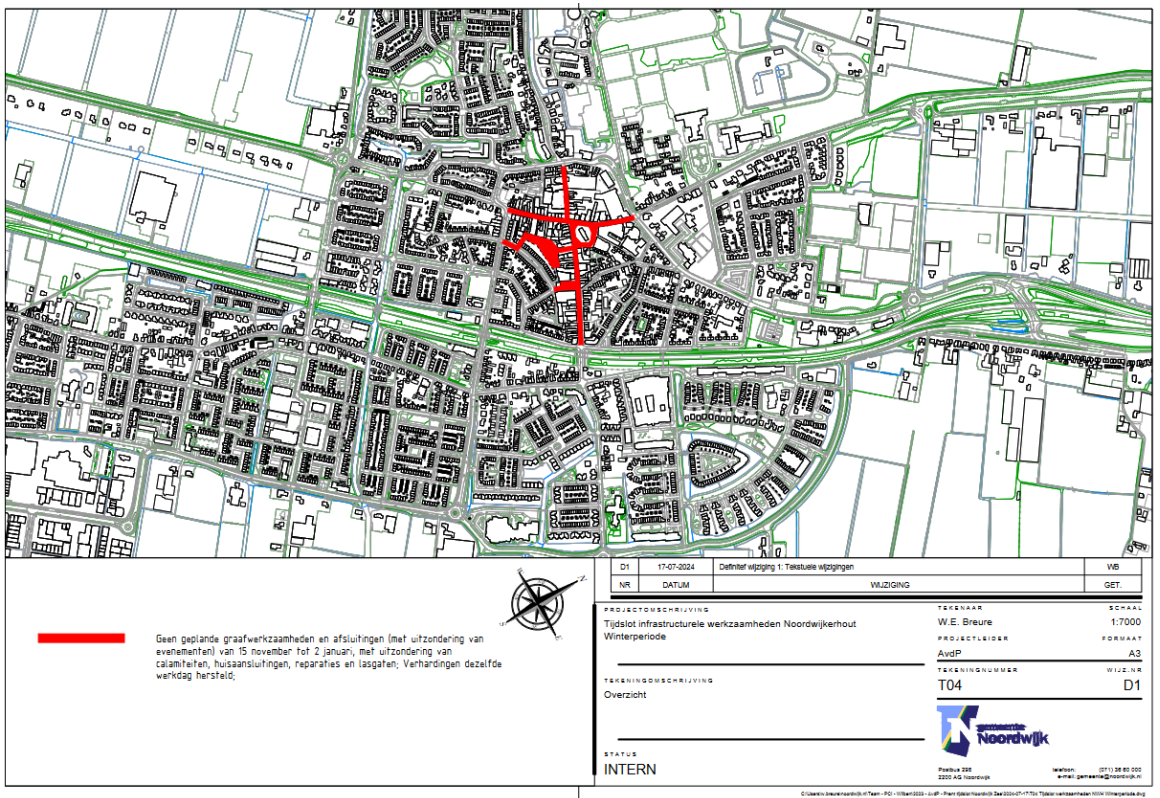 Geen geplande graafwerkzaamheden en afsluitingen (met uitzondering van
evenementen) van 15 november tot 2 januari, met uitzondering van
calamiteiten, huisaansluitingen, reparaties en lasgaten; Verhardingen dezelfde
werkdag hersteld;
D1 17-07-2024 Definitief wijziging 1: Tekstuele wijzigingen WB
NR DATUM WIJZIGING GET.
PROJECTOMSCHRIJVING
Tijdslot infrastructurele werkzaamheden Noordwijkerhout
Winterperiode
TEKENINGOMSCHRIJVING
Overzicht
STATUS
INTERN
TEKENAAR SCHAAL
W.E. Breure 1:7000
PROJECTLEIDER FORMAAT
AvdP A3
TEKENINGNUMMER WIJZ.NR
T04 D1
gemeente
Noordwijk
Postbus 298 telefoon: (071) 36 60 000
2200 AG Noordwijk e-mail: gemeente@noordwijk.nl